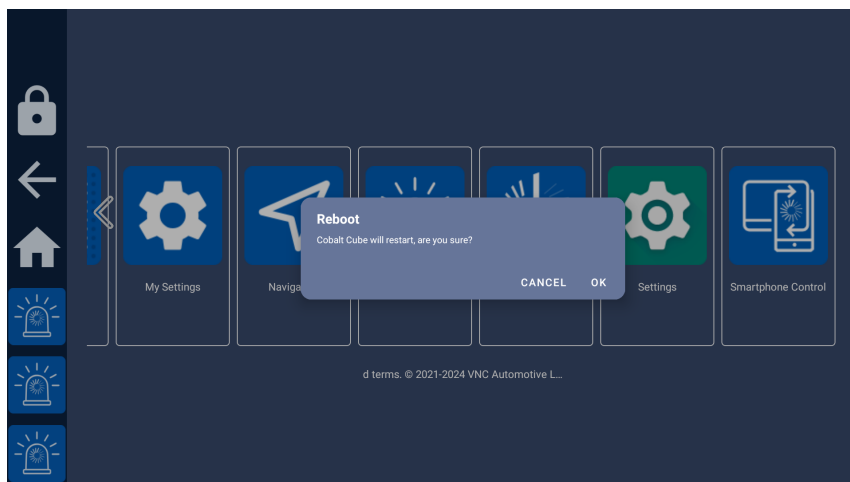 Reboot
Cobalt Cube will restart, are you sure?
CANCEL OK
My Settings
Naviga
Settings
Smartphone Control
d terms. © 2021-2024 VNC Automotive L...